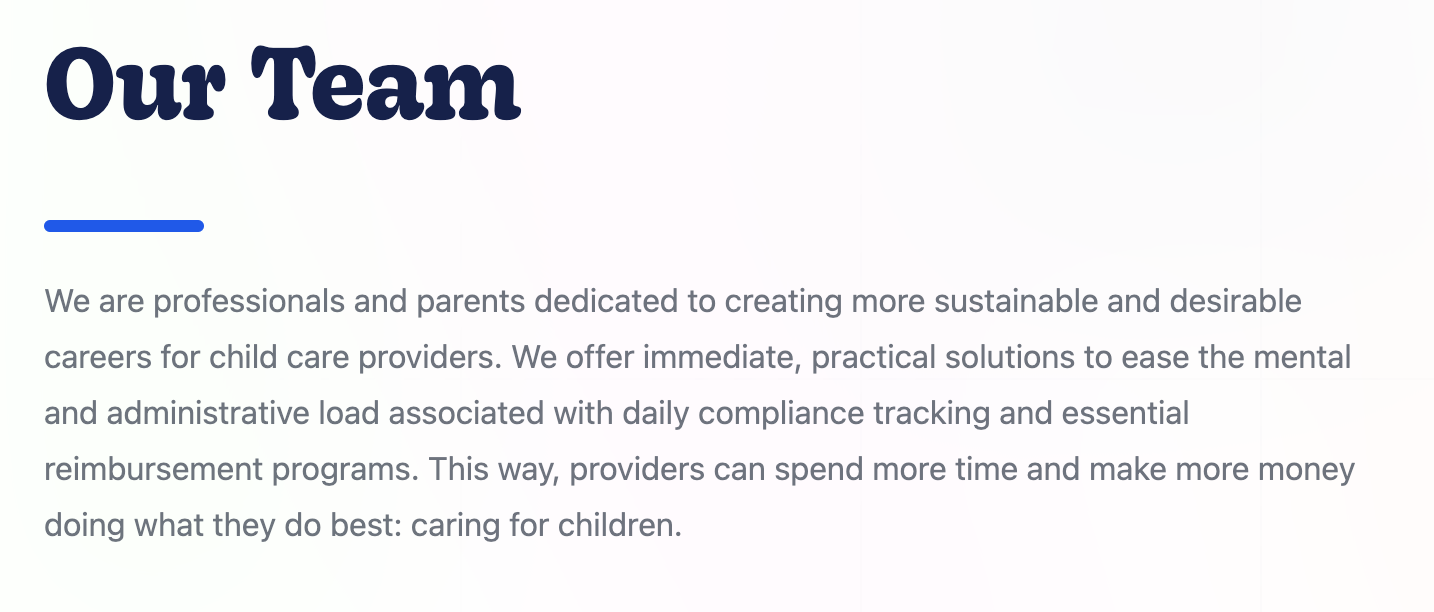 Our Team
We are professionals and parents dedicated to creating more sustainable and desirable
careers for child care providers. We offer immediate, practical solutions to ease the mental
and administrative load associated with daily compliance tracking and essential
reimbursement programs. This way, providers can spend more time and make more money
doing what they do best: caring for children.